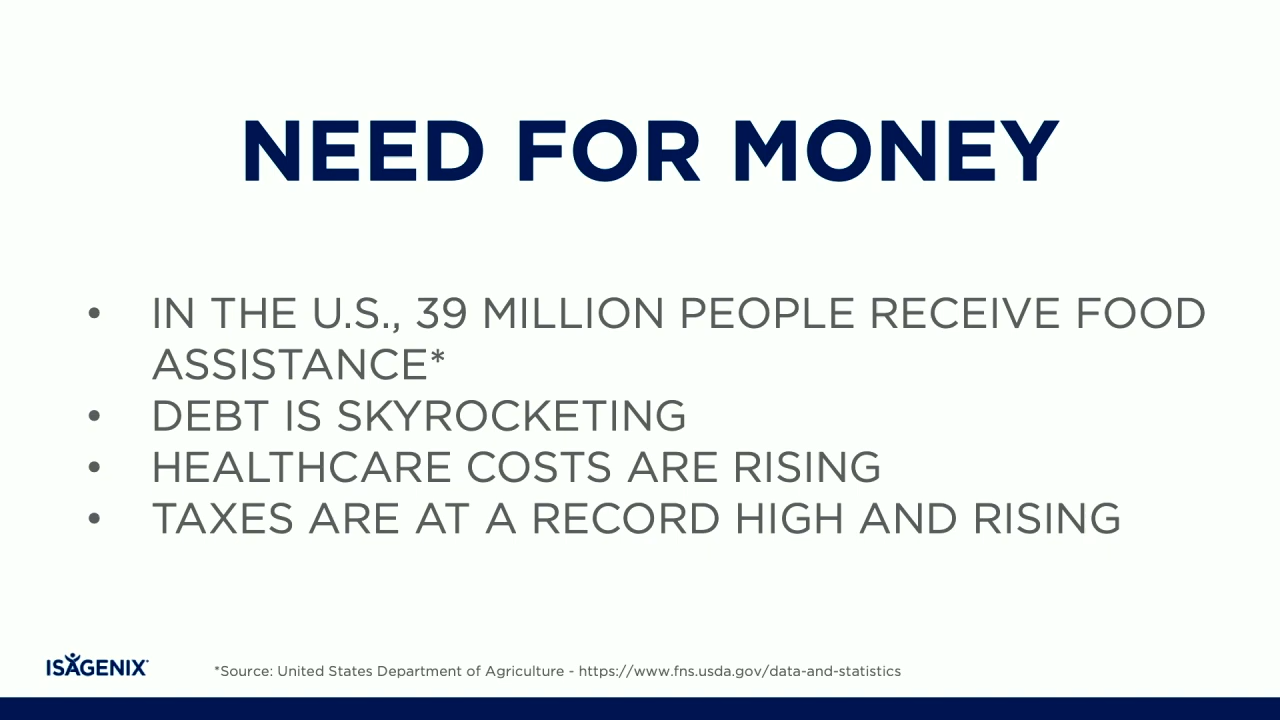 NEED FOR MONEY
• IN THE U.S., 39 MILLION PEOPLE RECEIVE FOOD
ASSISTANCE*
• DEBT IS SKYROCKETING
• HEALTHCARE COSTS ARE RISING
• TAXES ARE AT A RECORD HIGH AND RISING
ISAGENIX
*Source: United States Department of Agriculture - https://www.fns.usda.gov/data-and-statistics